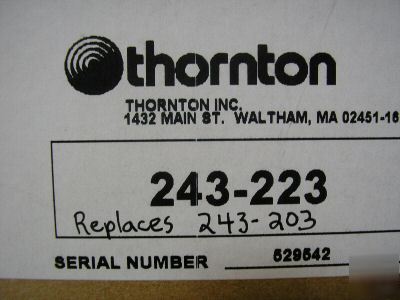 thornton
THORNTON INC.
1432 MAIN ST. WALTHAM, MA 02451-16
243-223
Replaces 243-203
SERIAL NUMBER 529542